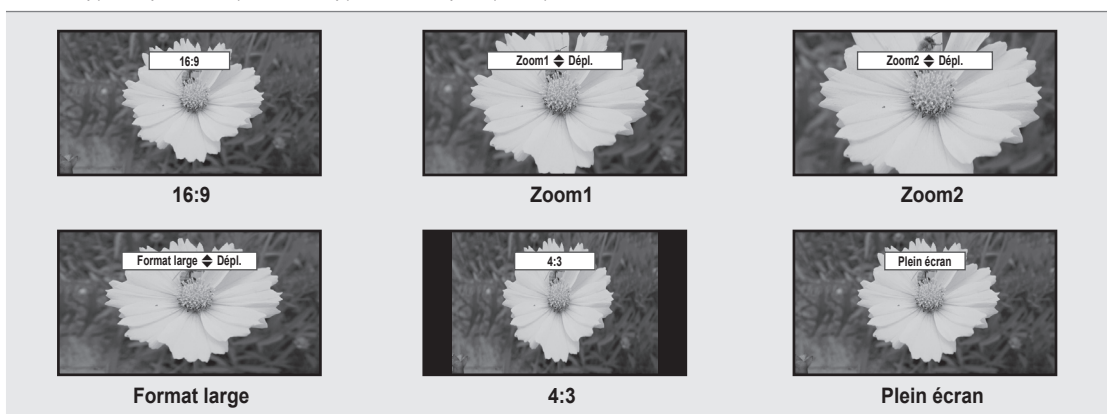 16:9
Zoom1 Dépl.
Zoom2 Dépl.
16:9
Zoom1
Zoom2
Format large Dépl.
4:3
Plein écran
Format large
4:3
Plein écran